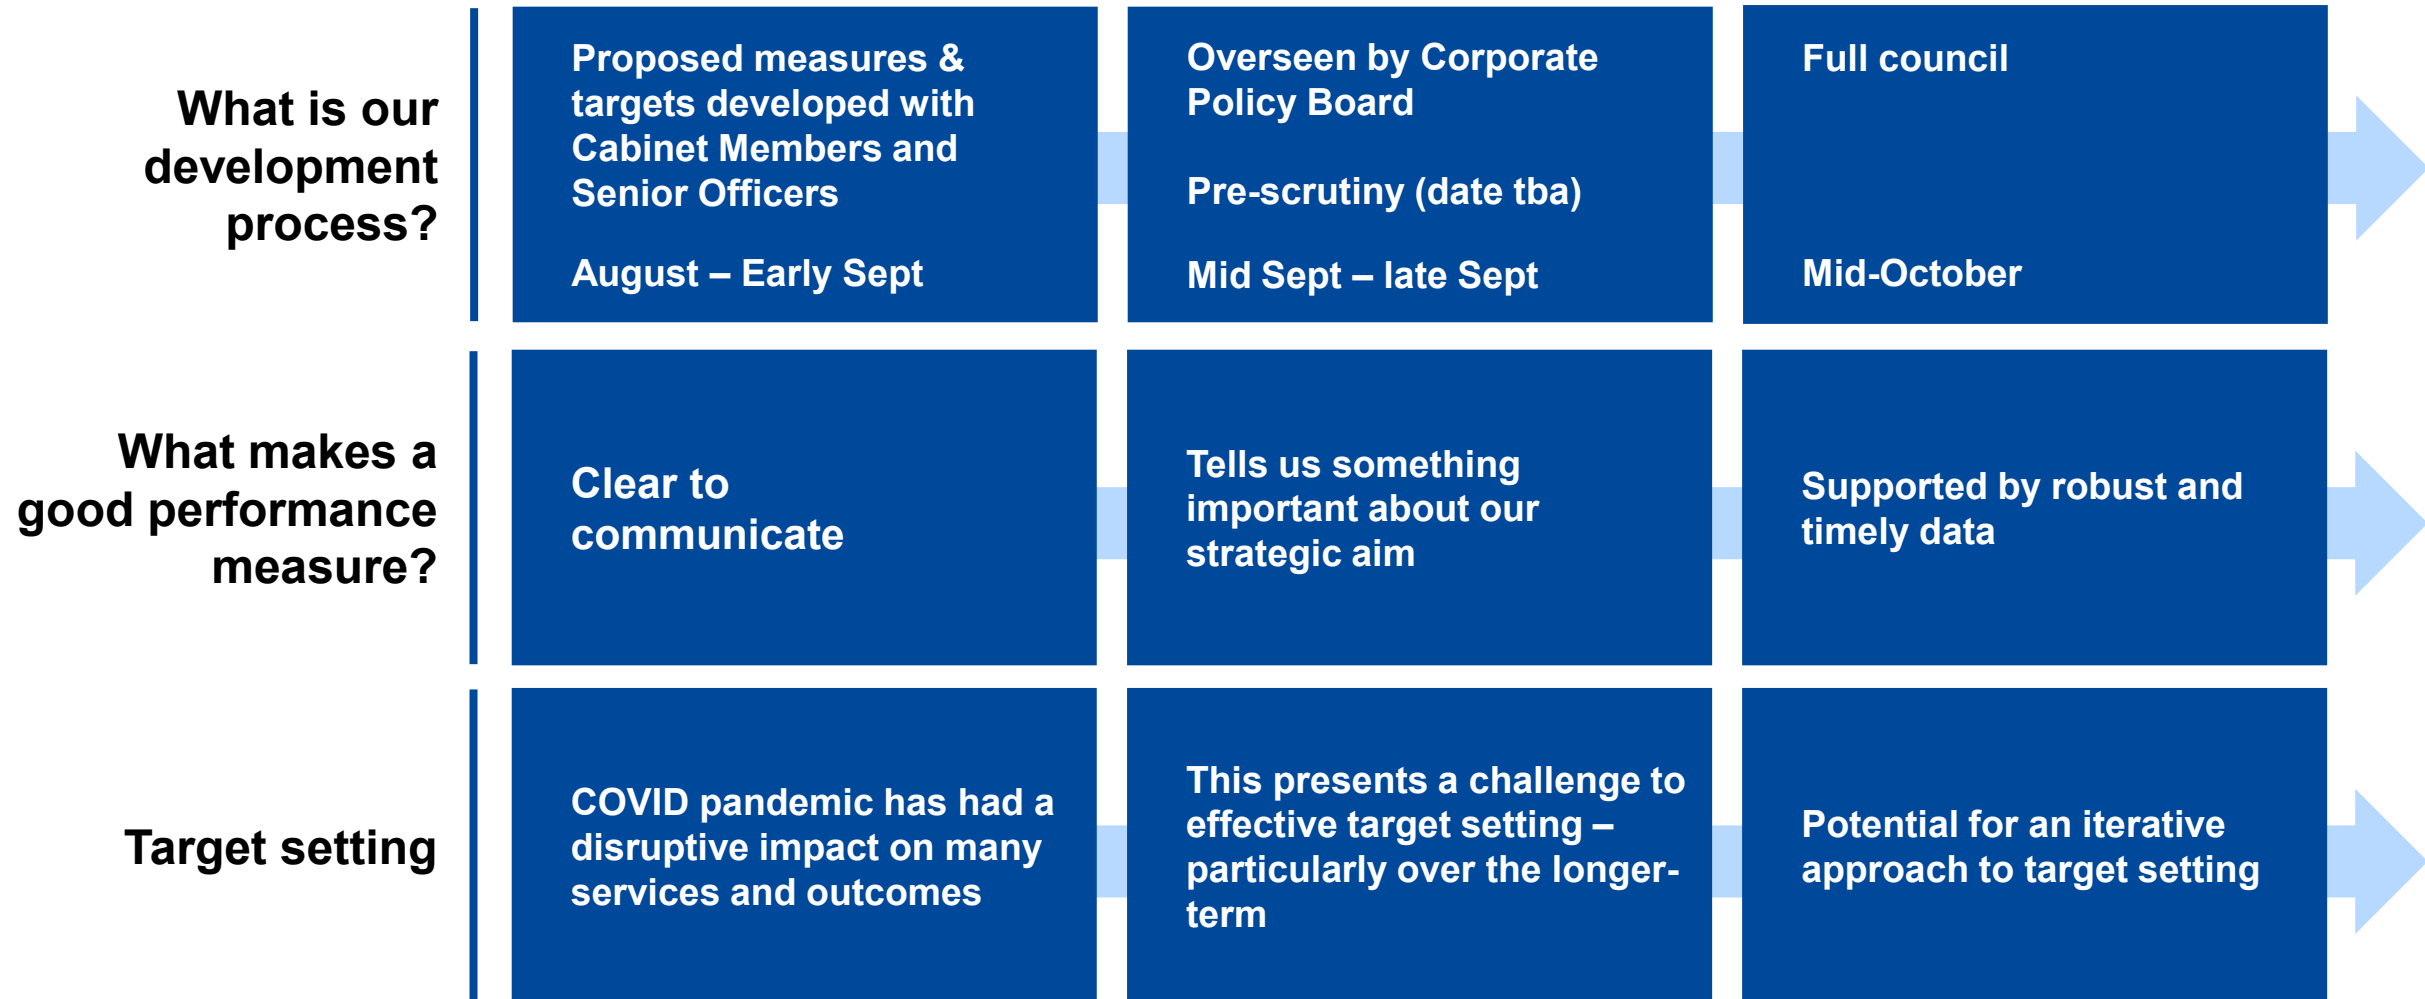 What is our
development
process?
Proposed measures &
targets developed with
Cabinet Members and
Senior Officers
August – Early Sept
Overseen by Corporate
Policy Board
Pre-scrutiny (date tba)
Mid Sept – late Sept
Full council
Mid-October
What makes a
good performance
measure?
Clear to
communicate
Tells us something
important about our
strategic aim
Supported by robust and
timely data
Target setting
COVID pandemic has had a
disruptive impact on many
services and outcomes
This presents a challenge to
effective target setting –
particularly over the longer-
term
Potential for an iterative
approach to target setting